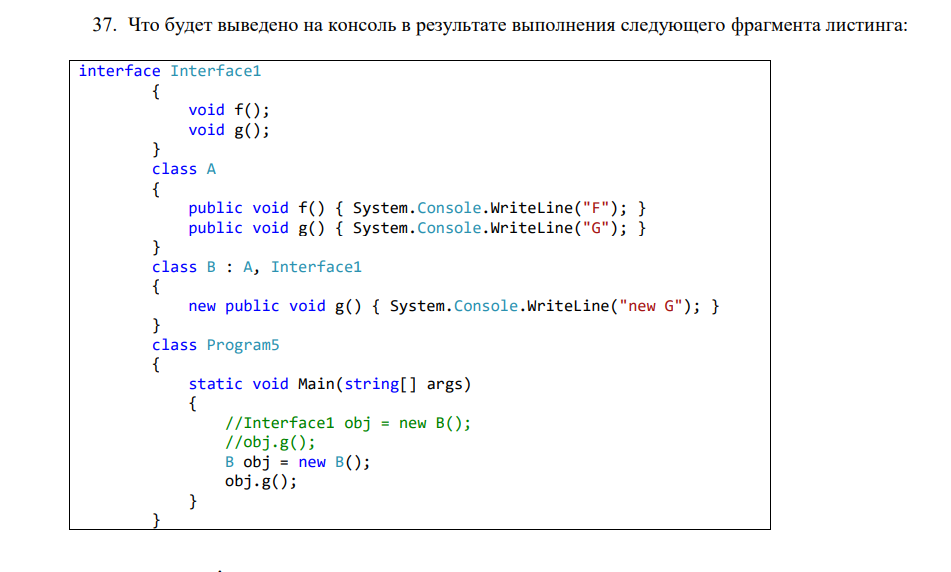 37. Что будет выведено на консоль в результате выполнения следующего фрагмента листинга:
interface Interface1
{
void f();
void g();
}
class A
{
public void f() { System.Console.WriteLine("F"); }
public void g() { System.Console.WriteLine("G"); }
}
class B : A, Interface1
{
new public void g() { System.Console.WriteLine("new G"); }
}
class Program5
{
static void Main(string[] args)
{
//Interface1 obj = new B();
//obj.g();
B obj = new B();
obj.g();
}
}